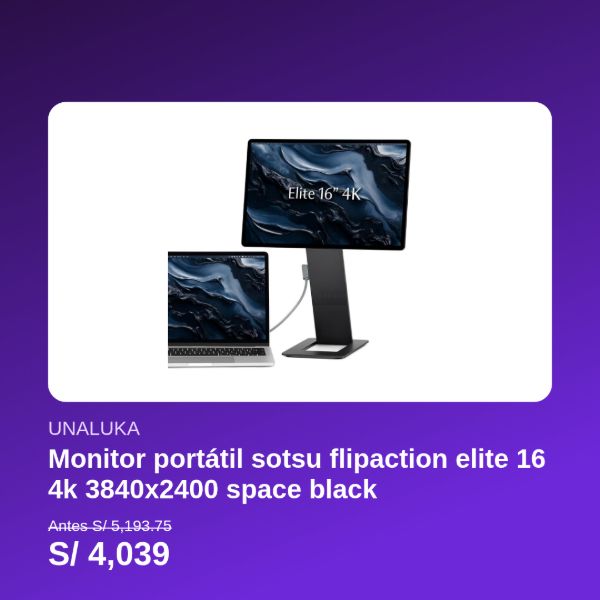 Elite 16” 4K
UNALUKA
Monitor portátil sotsu flipaction elite 16
4k 3840x2400 space black
Antes S/ 5,193.75
S/ 4,039